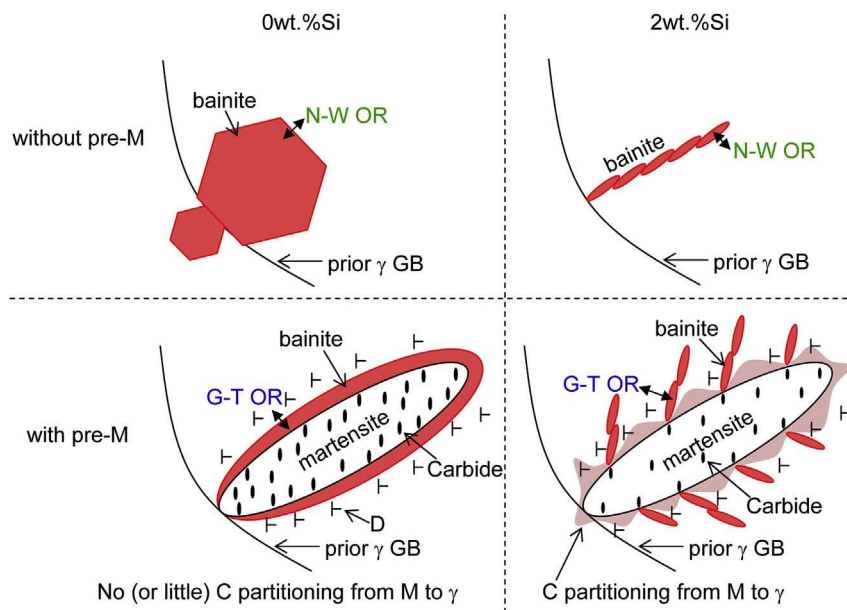 0wt.%Si
2wt.%Si
without pre-M
bainite
N-W OR
prior γ GB
bainite
N-W OR
prior γ GB
with pre-M
bainite
G-T OR
martensite
Carbide
D
prior γ GB
No (or little) C partitioning from M to γ
bainite
G-T OR
martensite
Carbide
prior γ GB
C partitioning from M to γ